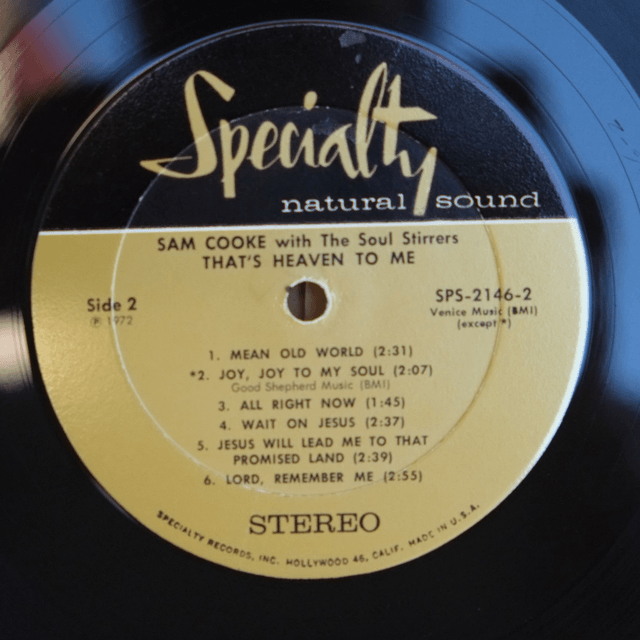 Specialty
natural sound
SAM COOKE with The Soul Stirrers
THAT'S HEAVEN TO ME
Side 2
℗ 1972
SPS-2146-2
Venice Music (BMI)
(except *)
1. MEAN OLD WORLD (2:31)
*2. JOY, JOY TO MY SOUL (2:07)
Good Shepherd Music (BMI)
3. ALL RIGHT NOW (1:45)
4. WAIT ON JESUS (2:37)
5. JESUS WILL LEAD ME TO THAT
PROMISED LAND (2:39)
6. LORD, REMEMBER ME (2:55)
STEREO
SPECIALTY RECORDS, INC. HOLLYWOOD 46, CALIF. MADE IN U.S.A.